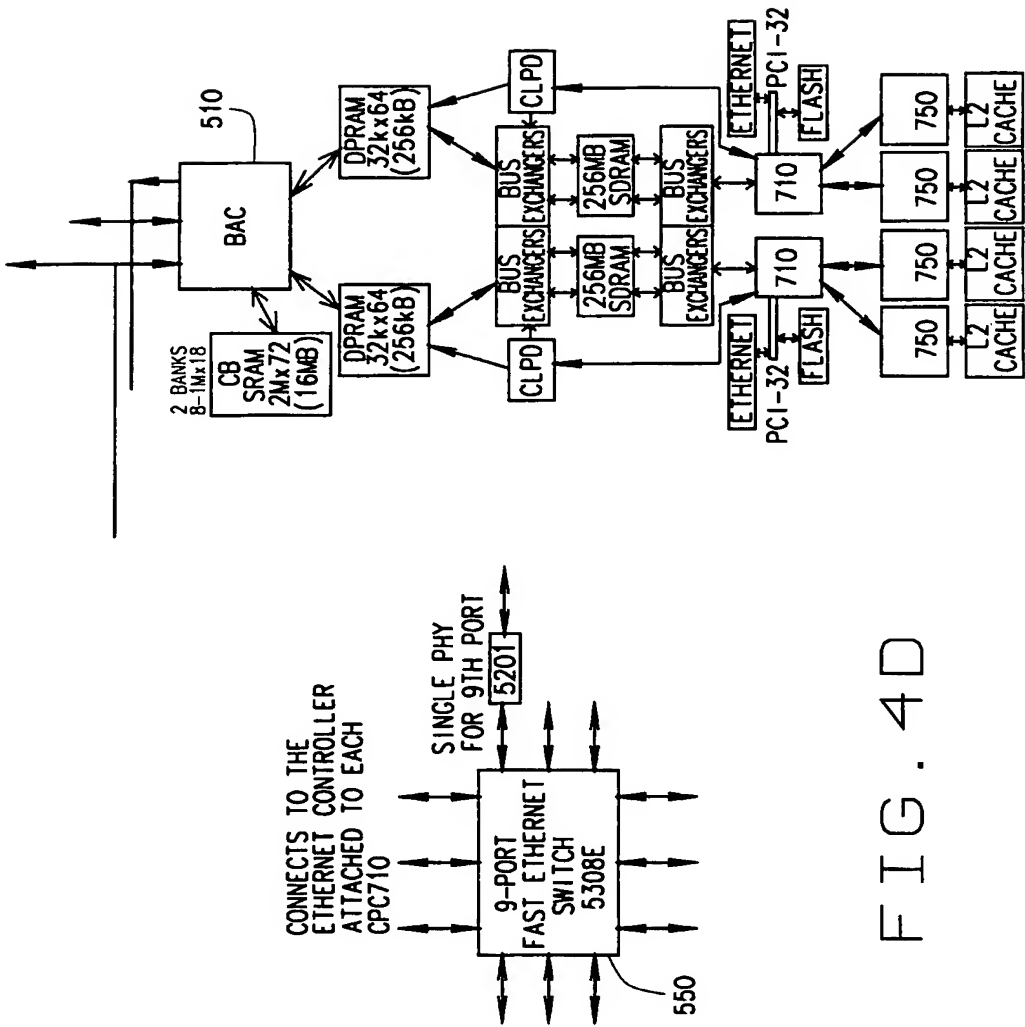 510
BAC
2 BANKS
8-1Mx18
CB
SRAM
2Mx72
(16MB)
DPRAM
32kx64
(256kB)
DPRAM
32kx64
(256kB)
CLPD
BUS
EXCHANGERS
BUS
EXCHANGERS
CLPD
256MB
SDRAM
256MB
SDRAM
BUS
EXCHANGERS
BUS
EXCHANGERS
ETHERNET
PCI-32
FLASH
710
710
ETHERNET
PCI-32
FLASH
750
750
750
750
L2
CACHE
L2
CACHE
L2
CACHE
L2
CACHE
CONNECTS TO THE
ETHERNET CONTROLLER
ATTACHED TO EACH
CPC710
SINGLE PHY
FOR 9TH PORT
5201
9-PORT
FAST ETHERNET
SWITCH
5308E
550
FIG. 4D